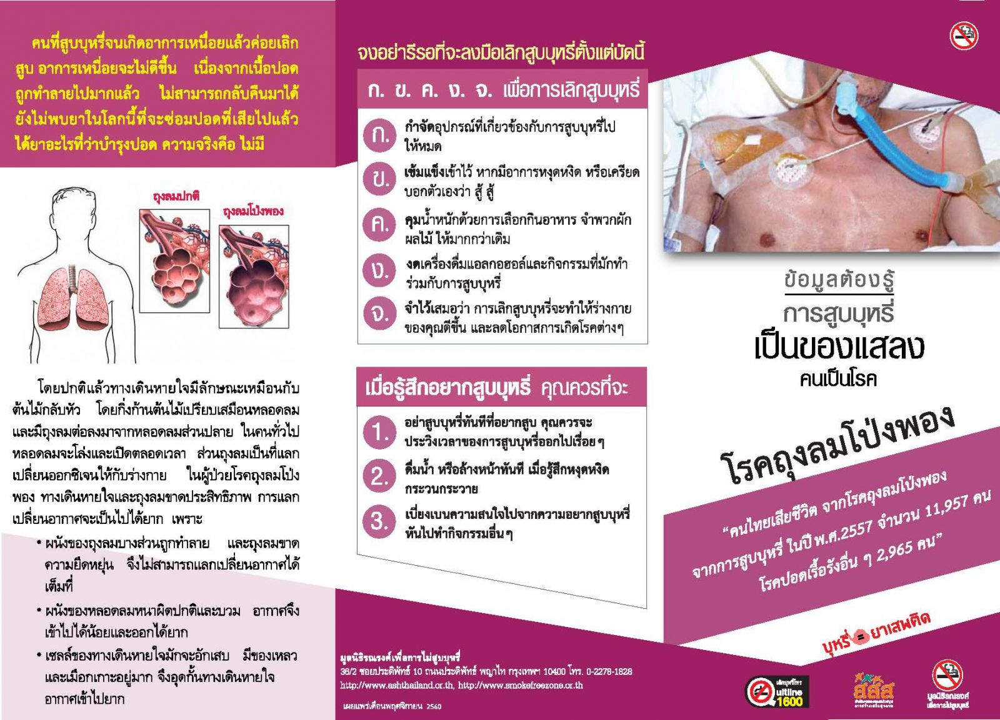 คนที่สูบบุหรี่จนเกิดอาการเหนื่อยแล้วค่อยเลิก
สูบ อาการเหนื่อยจะไม่ดีขึ้น เนื่องจากเนื้อปอด
ถูกทำลายไปมากแล้ว ไม่สามารถกลับคืนมาได้
ยังไม่พบยาในโลกนี้ที่จะซ่อมปอดที่เสียไปแล้ว
ได้ยาอะไรที่ว่าบำรุงปอด ความจริงคือ ไม่มี
ถุงลมปกติ
ถุงลมโป่งพอง
โดยปกติแล้วทางเดินหายใจมีลักษณะเหมือนกับ
ต้นไม้กลับหัว โดยกิ่งก้านต้นไม้เปรียบเสมือนหลอดลม
และมีถุงลมต่อลงมาจากหลอดลมส่วนปลาย ในคนทั่วไป
หลอดลมจะโล่งและเปิดตลอดเวลา ส่วนถุงลมเป็นที่แลก
เปลี่ยนออกซิเจนให้กับร่างกาย ในผู้ป่วยโรคถุงลมโป่ง
พอง ทางเดินหายใจและถุงลมขาดประสิทธิภาพ การแลก
เปลี่ยนอากาศจะเป็นไปได้ยาก เพราะ
• ผนังของถุงลมบางส่วนถูกทำลาย และถุงลมขาด
ความยืดหยุ่น จึงไม่สามารถแลกเปลี่ยนอากาศได้
เต็มที่
• ผนังของหลอดลมหนาผิดปกติและบวม อากาศจึง
เข้าไปได้น้อยและออกได้ยาก
• เซลล์ของทางเดินหายใจมักจะอักเสบ มีของเหลว
และเมือกเกาะอยู่มาก จึงอุดกั้นทางเดินหายใจ
อากาศเข้าไปยาก
จงอย่ารีรอที่จะลงมือเลิกสูบบุหรี่ตั้งแต่บัดนี้
ก. ข. ค. ง. จ. เพื่อการเลิกสูบบุหรี่
ก. กำจัดอุปกรณ์ที่เกี่ยวข้องกับการสูบบุหรี่ไป
ให้หมด
ข. เข้มแข็งเข้าไว้ หากมีอาการหงุดหงิด หรือเครียด
บอกตัวเองว่า สู้ สู้
ค. คุมน้ำหนักด้วยการเลือกกินอาหาร จำพวกผัก
ผลไม้ ให้มากกว่าเดิม
ง. งดเครื่องดื่มแอลกอฮอล์และกิจกรรมที่มักทำ
ร่วมกับการสูบบุหรี่
จ. จำไว้เสมอว่า การเลิกสูบบุหรี่จะทำให้ร่างกาย
ของคุณดีขึ้น และลดโอกาสการเกิดโรคต่างๆ
เมื่อรู้สึกอยากสูบบุหรี่ คุณควรที่จะ
1. อย่าสูบบุหรี่ทันทีที่อยากสูบ คุณควรจะ
ประวิงเวลาของการสูบบุหรี่ออกไปเรื่อยๆ
2. ดื่มน้ำ หรือล้างหน้าทันที เมื่อรู้สึกหงุดหงิด
กระวนกระวาย
3. เบี่ยงเบนความสนใจไปจากความอยากสูบบุหรี่
หันไปทำกิจกรรมอื่นๆ
มูลนิธิรณรงค์เพื่อการไม่สูบบุหรี่
36/2 ซอยประดิพัทธ์ 10 ถนนประดิพัทธ์ พญาไท กรุงเทพฯ 10400 โทร. 0-2278-1828
http://www.ashthailand.or.th, http://www.smokefreezone.or.th
เผยแพร่เดือนพฤศจิกายน 2560
ข้อมูลต้องรู้
การสูบบุหรี่
เป็นของแสลง
คนเป็นโรค
โรคถุงลมโป่งพอง
“คนไทยเสียชีวิต จากโรคถุงลมโป่งพอง
จากการสูบบุหรี่ ในปี พ.ศ.2557 จำนวน 11,957 คน
โรคปอดเรื้อรังอื่น ๆ 2,965 คน”
บุหรี่ = ยาเสพติด
เลิกบุหรี่โทร
uitline
1600
สสส
มูลนิธิรณรงค์
เพื่อการไม่สูบบุหรี่